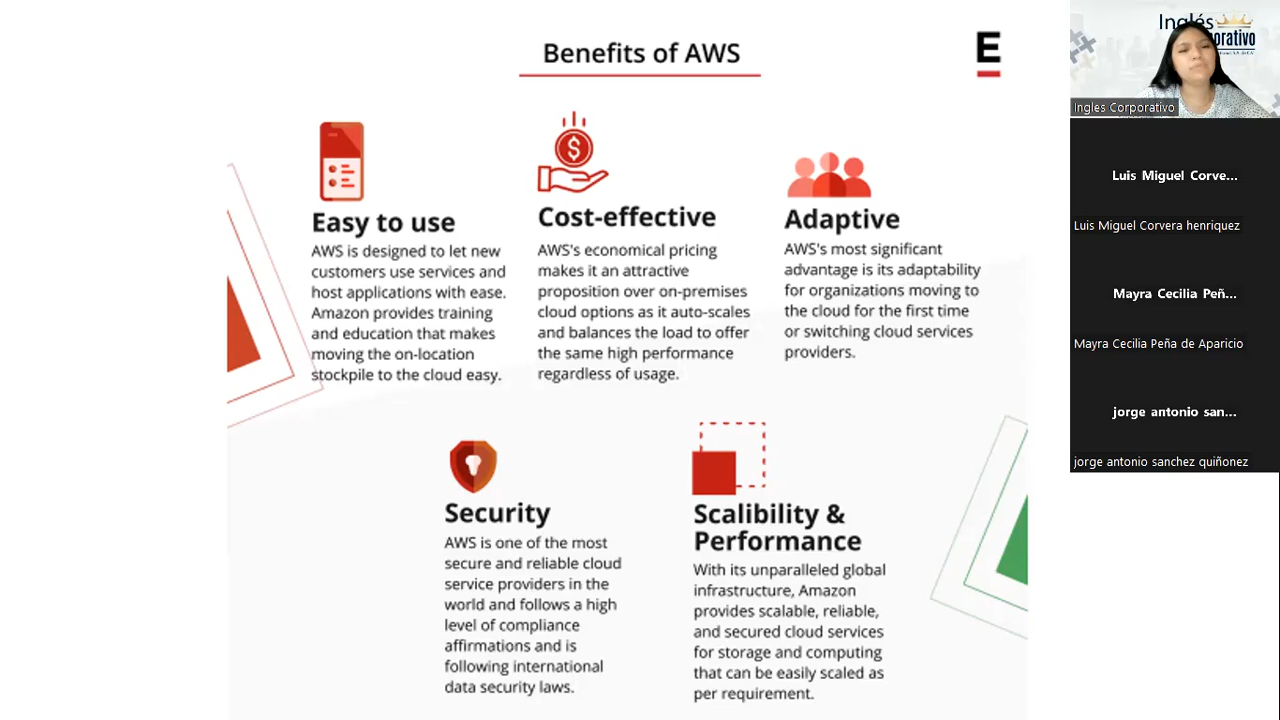 Benefits of AWS
E
Easy to use
AWS is designed to let new
customers use services and
host applications with ease.
Amazon provides training
and education that makes
moving the on-location
stockpile to the cloud easy.
Cost-effective
AWS's economical pricing
makes it an attractive
proposition over on-premises
cloud options as it auto-scales
and balances the load to offer
the same high performance
regardless of usage.
Adaptive
AWS's most significant
advantage is its adaptability
for organizations moving to
the cloud for the first time
or switching cloud services
providers.
Security
AWS is one of the most
secure and reliable cloud
service providers in the
world and follows a high
level of compliance
affirmations and is
following international
data security laws.
Scalibility &
Performance
With its unparalleled global
infrastructure, Amazon
provides scalable, reliable,
and secured cloud services
for storage and computing
that can be easily scaled as
per requirement.
Inglés
Ingles Corporativo
Luis Miguel Corve...
Luis Miguel Corvera henriquez
Mayra Cecilia Peñ...
Mayra Cecilia Peña de Aparicio
jorge antonio san...
jorge antonio sanchez quiñonez